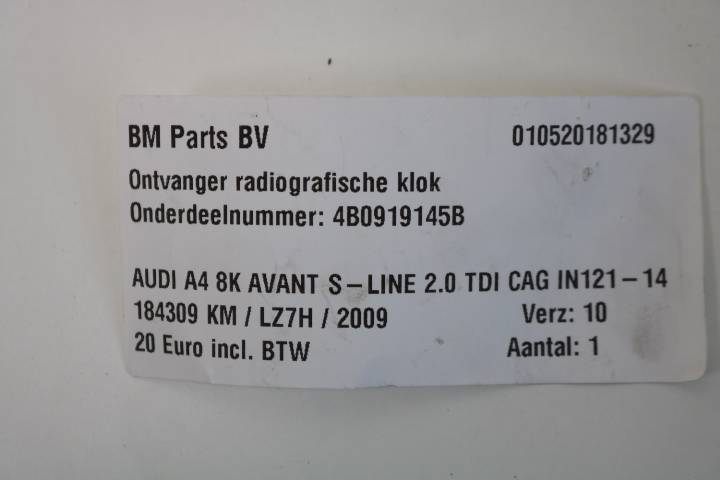 BM Parts BV 010520181329
Ontvanger radiografische klok
Onderdeelnummer: 4B0919145B
AUDI A4 8K AVANT S-LINE 2.0 TDI CAG IN121-14
184309 KM / LZ7H / 2009 Verz: 10
20 Euro incl. BTW Aantal: 1